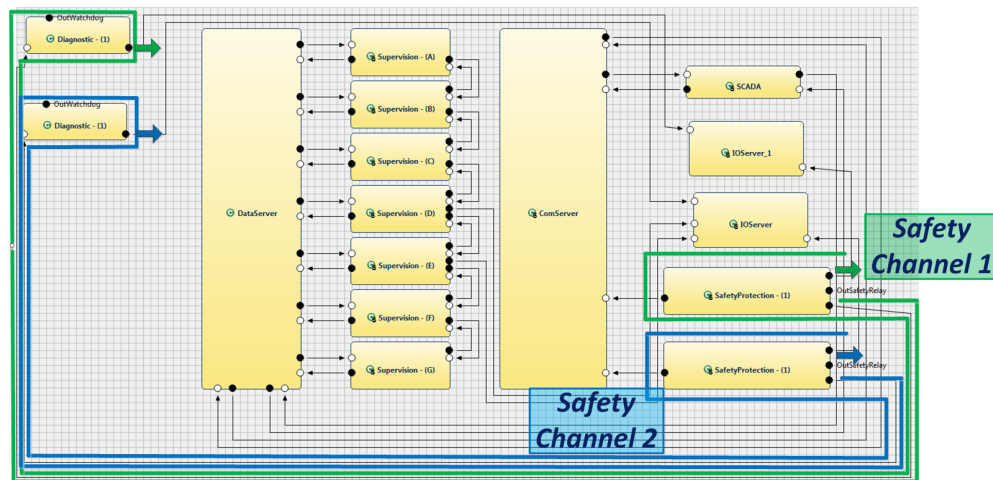 OutWatchdog
Diagnostic - (1)
OutWatchdog
Diagnostic - (1)
DataServer
Supervision - (A)
Supervision - (B)
Supervision - (C)
Supervision - (D)
Supervision - (E)
Supervision - (F)
Supervision - (G)
ComServer
SCADA
IOServer_1
IOServer
Safety
Channel 1
OutSafetyRelay
SafetyProtection - (1)
OutSafetyRelay
SafetyProtection - (1)
Safety
Channel 2